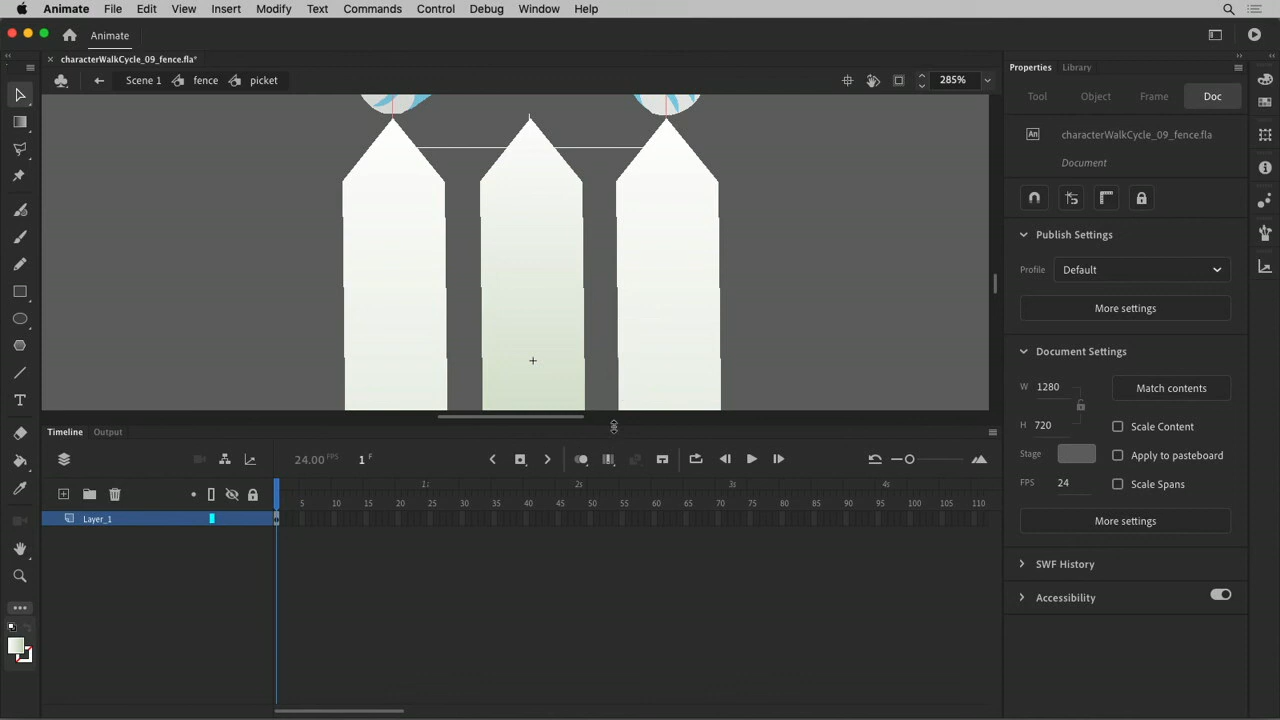 Animate File Edit View Insert Modify Text Commands Control Debug Window Help
Animate
characterWalkCycle_09_fence.fla*
Scene 1 fence picket 285%
Properties Library
Tool Object Frame Doc
An characterWalkCycle_09_fence.fla
Document
Publish Settings
Profile Default
More settings
Document Settings
W 1280 Match contents
H 720 Scale Content
Stage Apply to pasteboard
FPS 24 Scale Spans
More settings
SWF History
Accessibility
Timeline Output
24.00 FPS 1 F
1s 2s 3s 4s
5 10 15 20 25 30 35 40 45 50 55 60 65 70 75 80 85 90 95 100 105 110
Layer_1